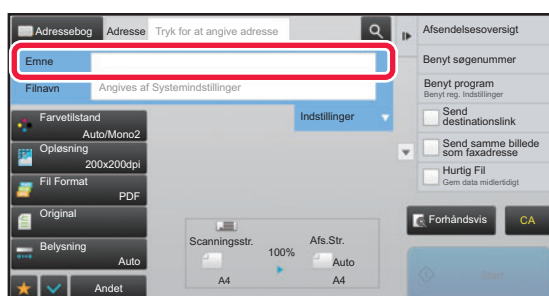 Adressebog Adresse Tryk for at angive adresse
Emne
Filnavn Angives af Systemindstillinger
Indstillinger
Farvetilstand
Auto/Mono2
Opløsning
200x200dpi
Fil Format
PDF
Original
Belysning
Auto
Andet
Scanningsstr.
A4
100%
Afs.Str.
Auto
A4
Afsendelsesoversigt
Benyt søgenummer
Benyt program
Benyt reg. Indstillinger
Send
destinationslink
Send samme billede
som faxadresse
Hurtig Fil
Gem data midlertidigt
Forhåndsvis CA
Start